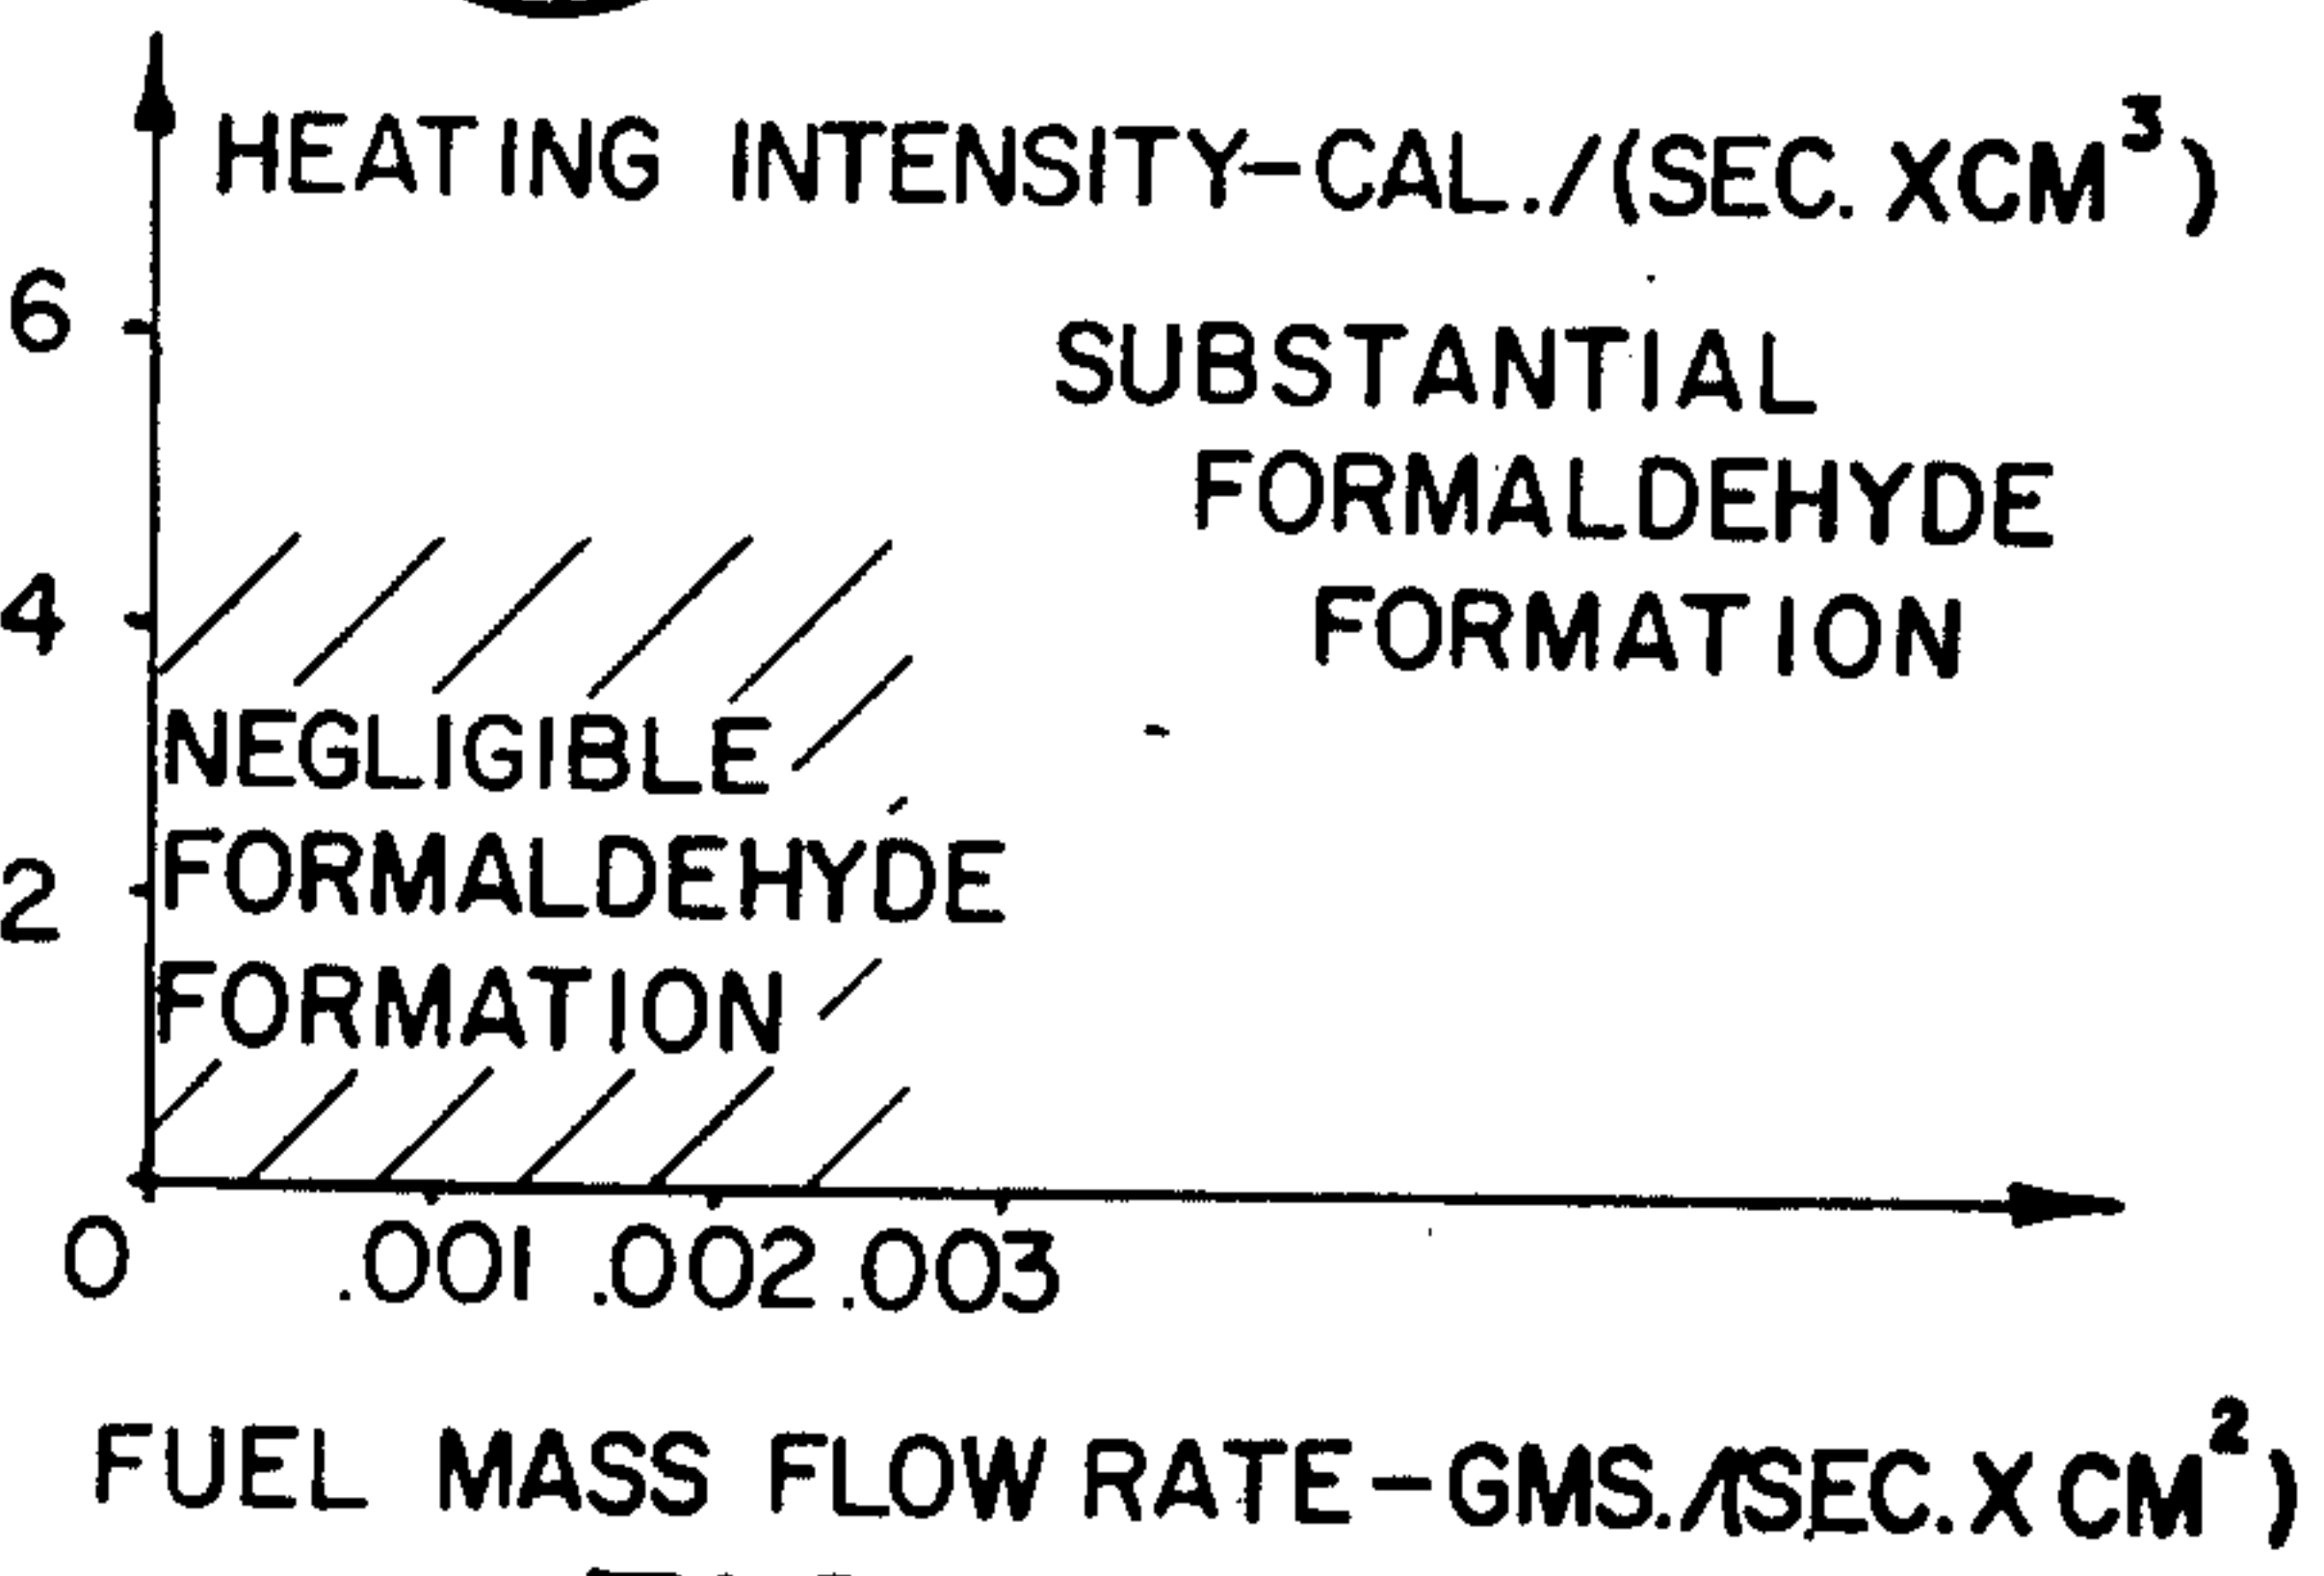 HEATING INTENSITY-CAL./(SEC. XCM³)
6
SUBSTANTIAL
FORMALDEHYDE
FORMATION
4
NEGLIGIBLE
FORMALDEHYDE
2
FORMATION
0 .001 .002 .003
FUEL MASS FLOW RATE-GMS./(SEC. X CM²)